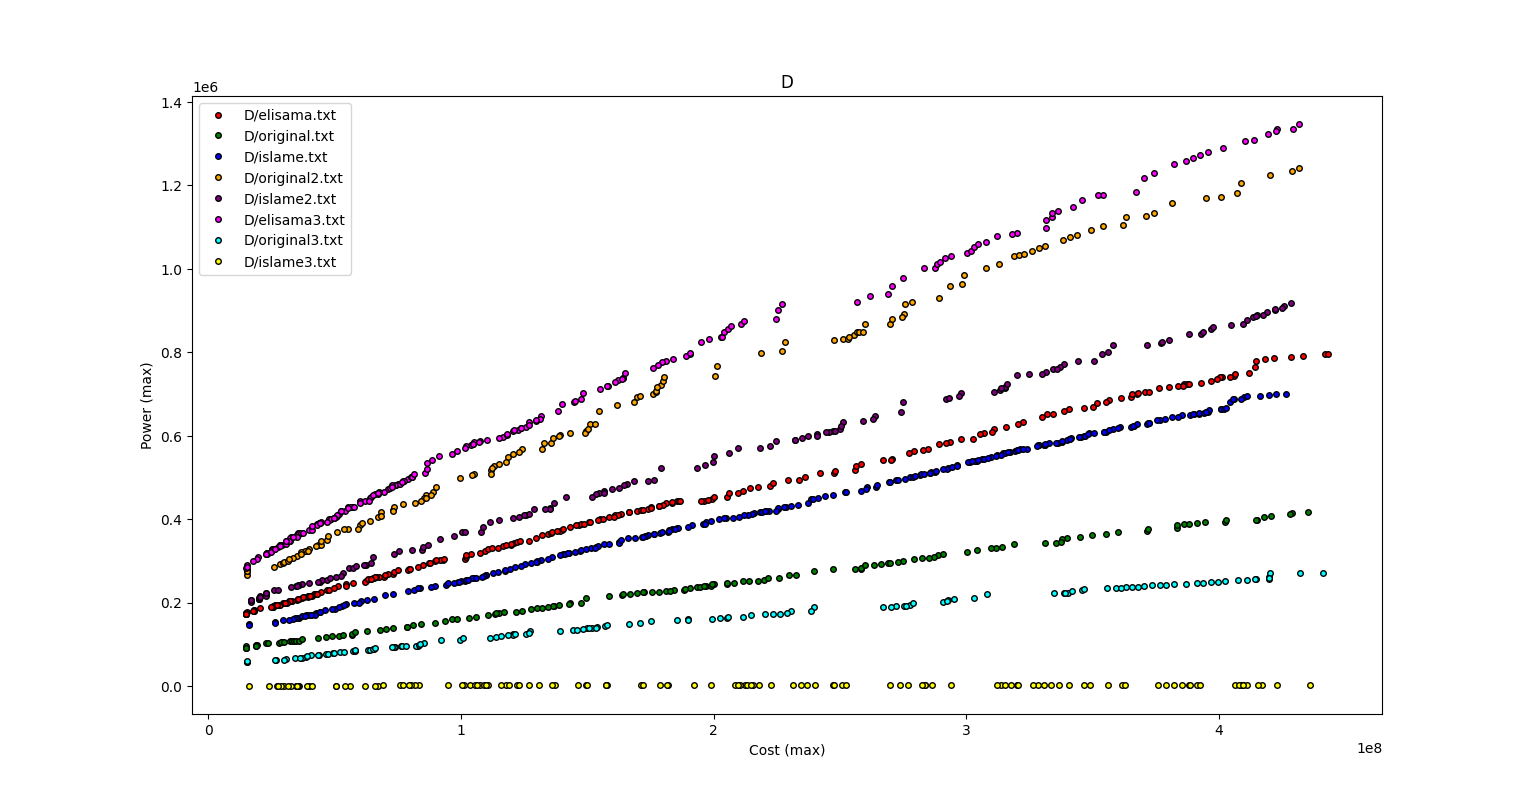 D
1e6
1.4
1.2
1.0
0.8
0.6
0.4
0.2
0.0
Power (max)
D/elisama.txt
D/original.txt
D/islame.txt
D/original2.txt
D/islame2.txt
D/elisama3.txt
D/original3.txt
D/islame3.txt
0 1 2 3 4
Cost (max)
1e8